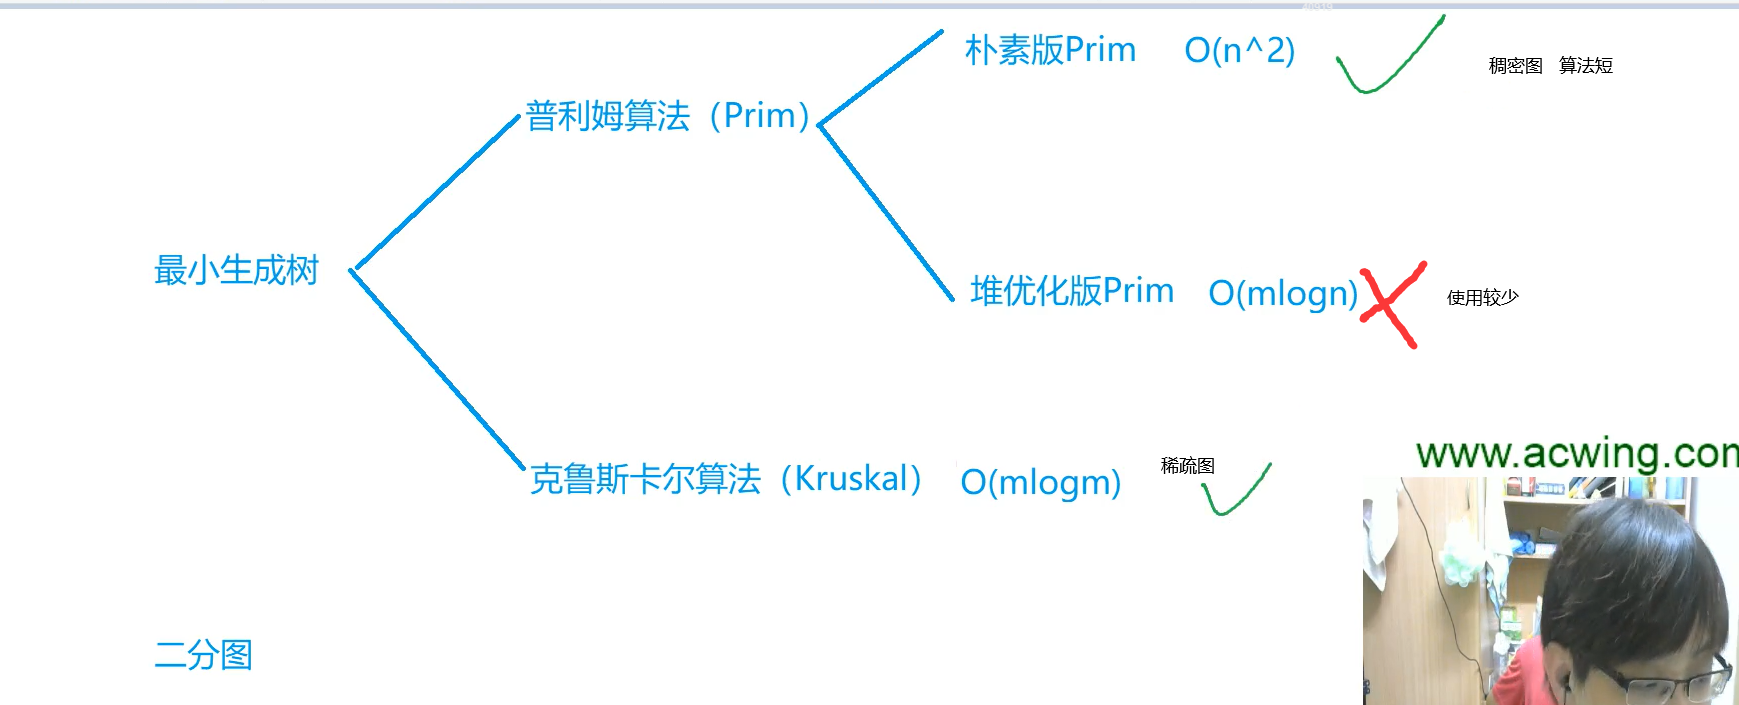 朴素版Prim O(n^2) 稠密图 算法短
普利姆算法（Prim）
最小生成树
堆优化版Prim O(mlogn) 使用较少
克鲁斯卡尔算法（Kruskal） O(mlogm) 稀疏图
www.acwing.com
二分图